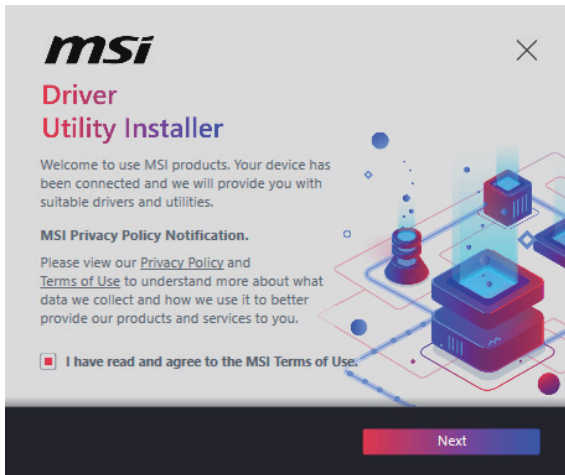 msi
Driver
Utility Installer
Welcome to use MSI products. Your device has
been connected and we will provide you with
suitable drivers and utilities.
MSI Privacy Policy Notification.
Please view our Privacy Policy and
Terms of Use to understand more about what
data we collect and how we use it to better
provide our products and services to you.
I have read and agree to the MSI Terms of Use.
Next